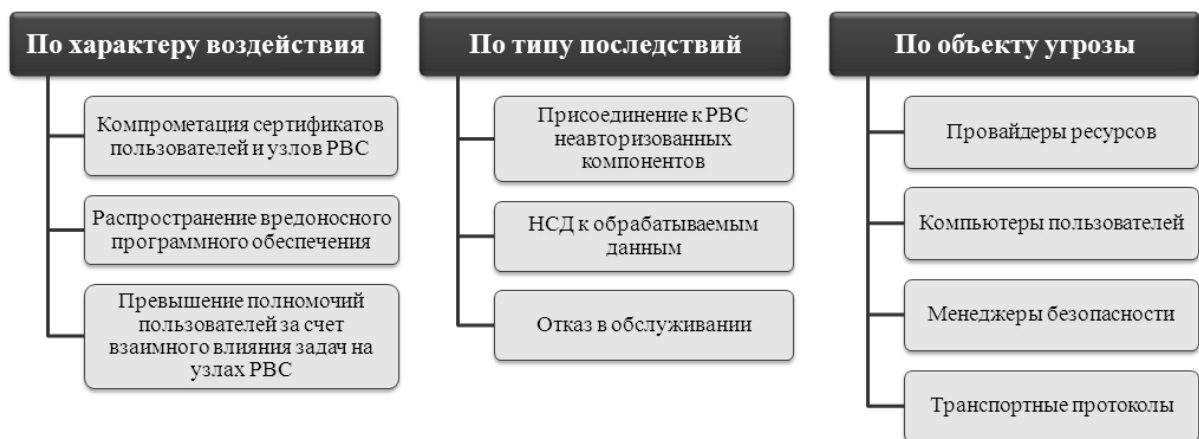 По характеру воздействия
Компрометация сертификатов
пользователей и узлов РВС
Распространение вредоносного
программного обеспечения
Превышение полномочий
пользователей за счет
взаимного влияния задач на
узлах РВС
По типу последствий
Присоединение к РВС
неавторизованных
компонентов
НСД к обрабатываемым
данным
Отказ в обслуживании
По объекту угрозы
Провайдеры ресурсов
Компьютеры пользователей
Менеджеры безопасности
Транспортные протоколы